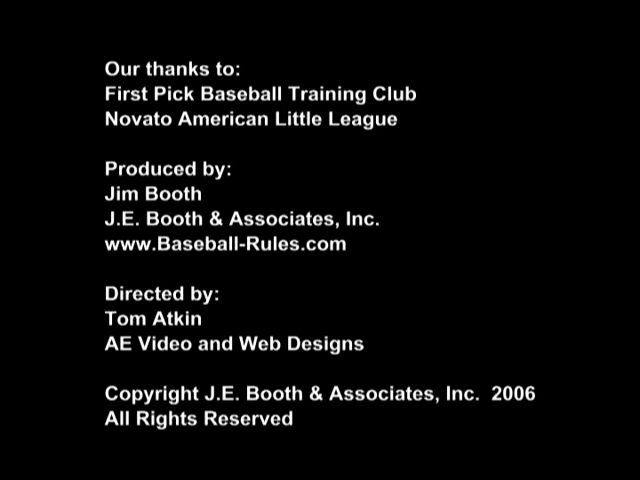 Our thanks to:
First Pick Baseball Training Club
Novato American Little League
Produced by:
Jim Booth
J.E. Booth & Associates, Inc.
www.Baseball-Rules.com
Directed by:
Tom Atkin
AE Video and Web Designs
Copyright J.E. Booth & Associates, Inc.  2006
All Rights Reserved